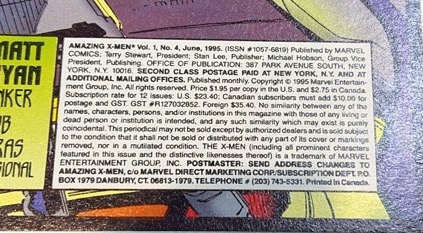 MATT
RYAN
AMAZING X-MEN® Vol. 1, No. 4, June, 1995. (ISSN #1057-6819) Published by MARVEL
COMICS; Terry Stewart, President; Stan Lee, Publisher; Michael Hobson, Group Vice
President, Publishing. OFFICE OF PUBLICATION: 387 PARK AVENUE SOUTH, NEW
YORK, N.Y. 10016. SECOND CLASS POSTAGE PAID AT NEW YORK, N.Y. AND AT
ADDITIONAL MAILING OFFICES. Published monthly. Copyright © 1995 Marvel Entertain-
ment Group, Inc. All rights reserved. Price $1.95 per copy in the U.S. and $2.75 in Canada.
Subscription rate for 12 issues: U.S. $23.40; Canadian subscribers must add $10.00 for
postage and GST. GST #R127032852. Foreign $35.40. No similarity between any of the
names, characters, persons, and/or institutions in this magazine with those of any living or
dead person or institution is intended, and any such similarity which may exist is purely
coincidental. This periodical may not be sold except by authorized dealers and is sold subject
to the condition that it shall not be sold or distributed with any part of its cover or markings
removed, nor in a mutilated condition. THE X-MEN (including all prominent characters
featured in this issue and the distinctive likenesses thereof) is a trademark of MARVEL
ENTERTAINMENT GROUP, INC. POSTMASTER: SEND ADDRESS CHANGES TO
AMAZING X-MEN, c/o MARVEL DIRECT MARKETING CORP./SUBSCRIPTION DEPT. P.O.
BOX 1979 DANBURY, CT. 06813-1979. TELEPHONE # (203) 743-5331. Printed in Canada.